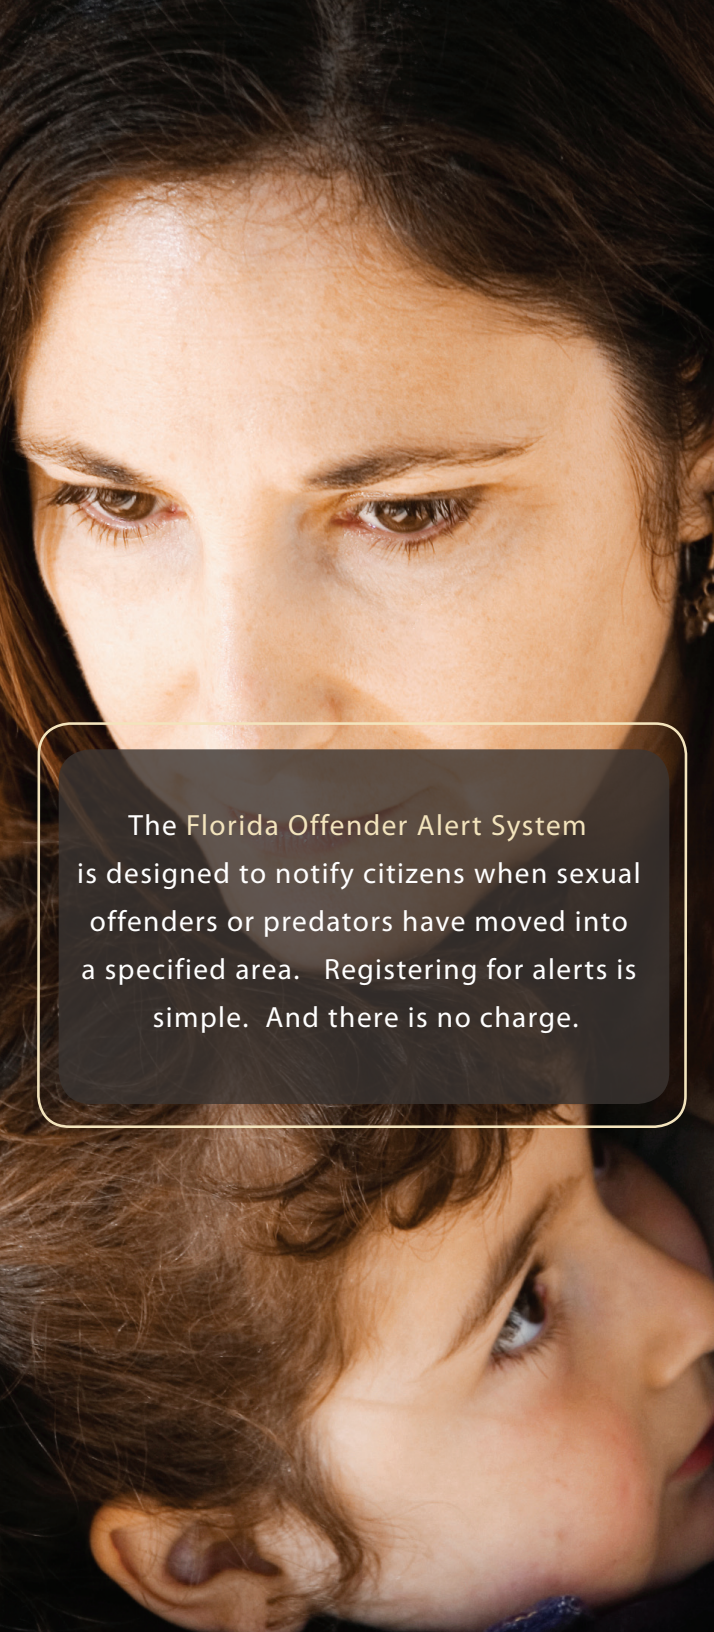 The Florida Offender Alert System
is designed to notify citizens when sexual
offenders or predators have moved into
a specified area.   Registering for alerts is
simple.  And there is no charge.